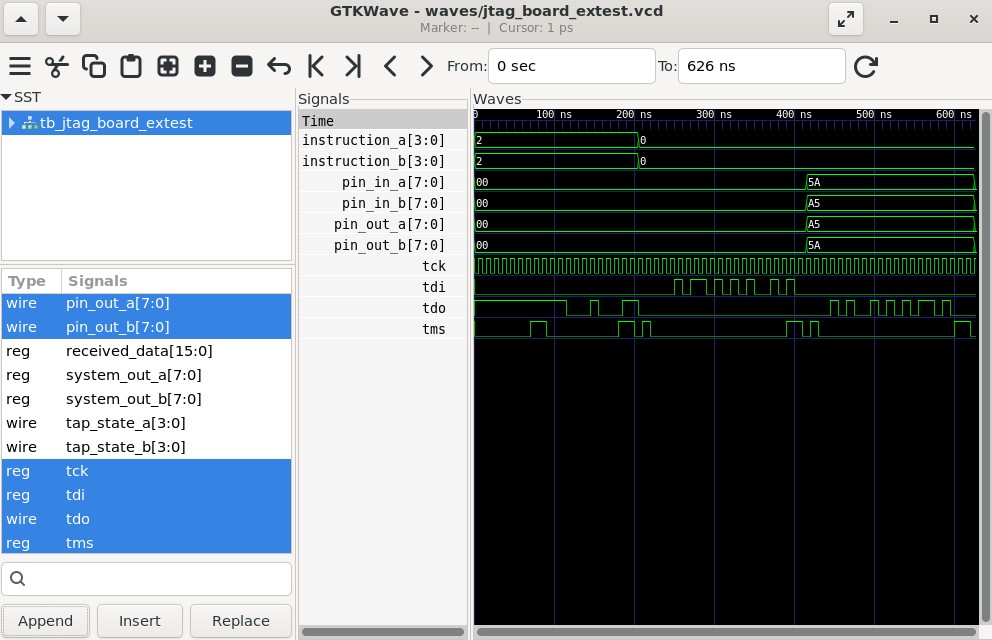 GTKWave - waves/jtag_board_extest.vcd
Marker: -- | Cursor: 1 ps
From: 0 sec To: 626 ns
SST
tb_jtag_board_extest
Type Signals
wire pin_out_a[7:0]
wire pin_out_b[7:0]
reg received_data[15:0]
reg system_out_a[7:0]
reg system_out_b[7:0]
wire tap_state_a[3:0]
wire tap_state_b[3:0]
reg tck
reg tdi
wire tdo
reg tms
Append Insert Replace
Signals
Time
instruction_a[3:0]
instruction_b[3:0]
pin_in_a[7:0]
pin_in_b[7:0]
pin_out_a[7:0]
pin_out_b[7:0]
tck
tdi
tdo
tms
Waves
0 100 ns 200 ns 300 ns 400 ns 500 ns 600 ns
2 0
2 0
00 5A
00 A5
00 A5
00 5A